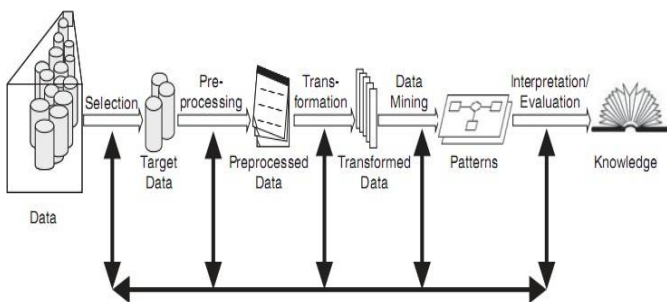 Selection
Pre-
processing
Trans-
formation
Data
Mining
Interpretation/
Evaluation
Data
Target
Data
Preprocessed
Data
Transformed
Data
Patterns
Knowledge